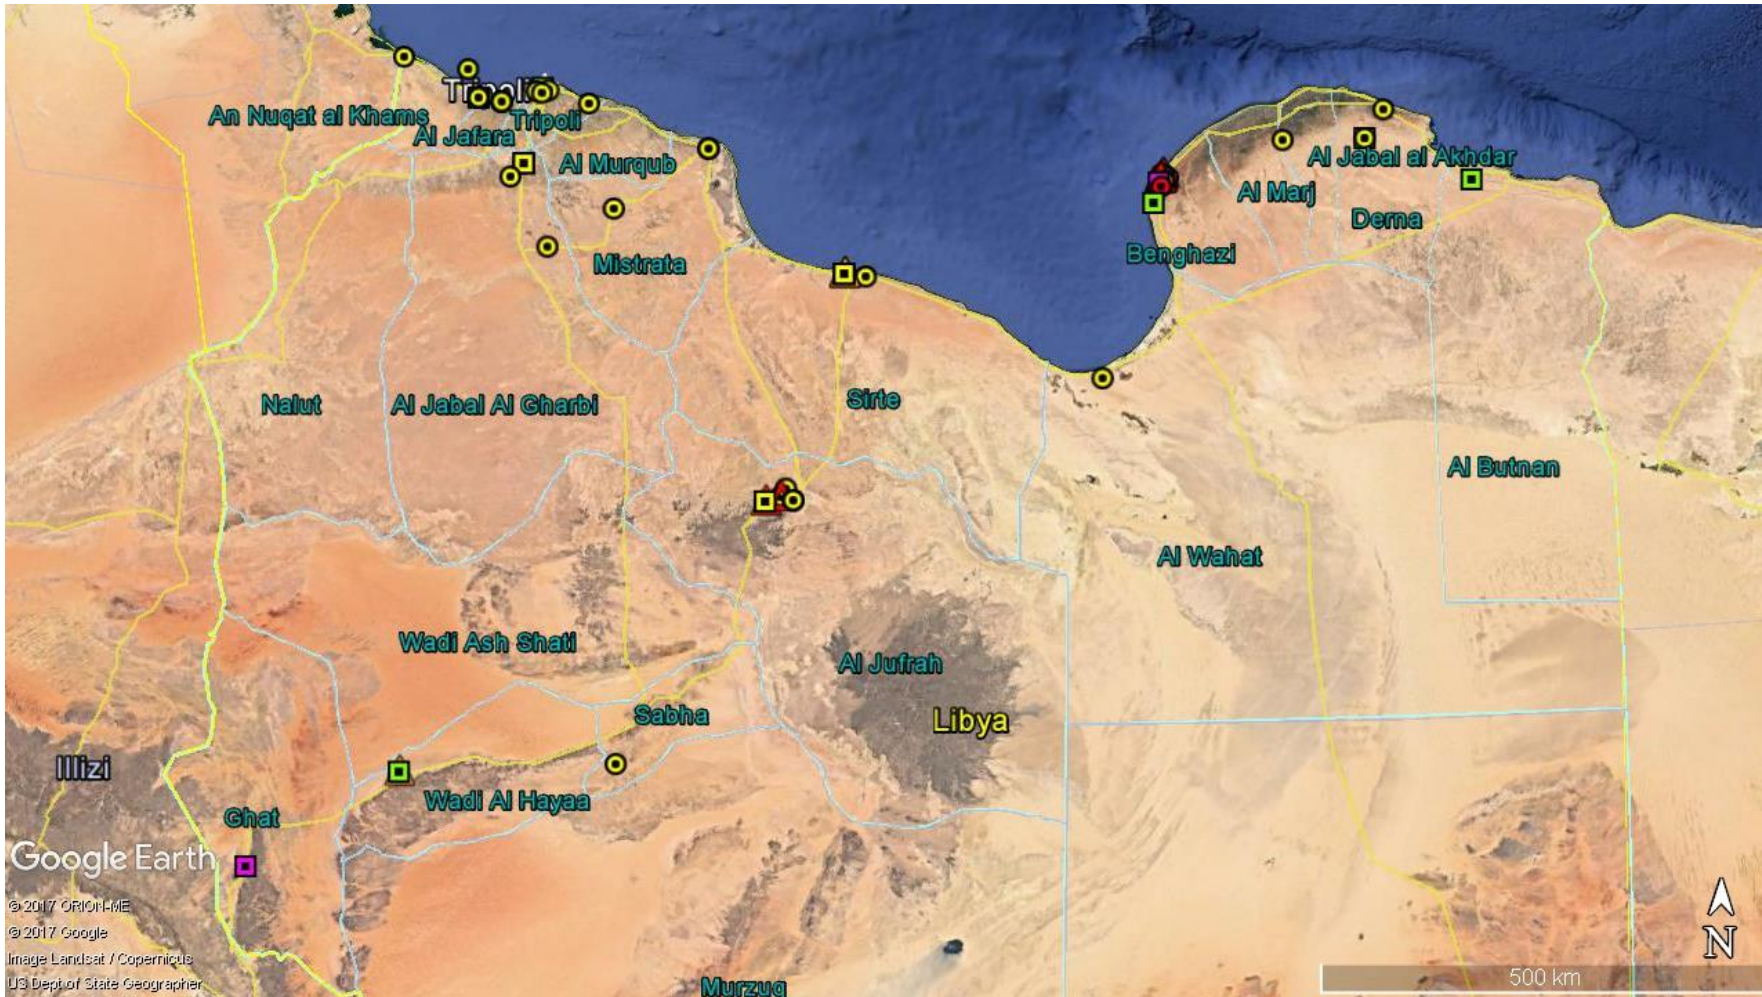 Tripoli
An Nuqat al Khams
Tripoli
Al Jafara
Al Murqub
Al Jabal al Akhdar
Al Marj
Derna
Benghazi
Mistrata
Nalut
Al Jabal Al Gharbi
Sirte
Al Butnan
Al Wahat
Wadi Ash Shati
Al Jufrah
Sabha
Libya
Illizi
Wadi Al Hayaa
Ghat
Google Earth
© 2017 ORION-ME
© 2017 Google
Image Landsat / Copernicus
US Dept of State Geographer
Murzuq
N
500 km